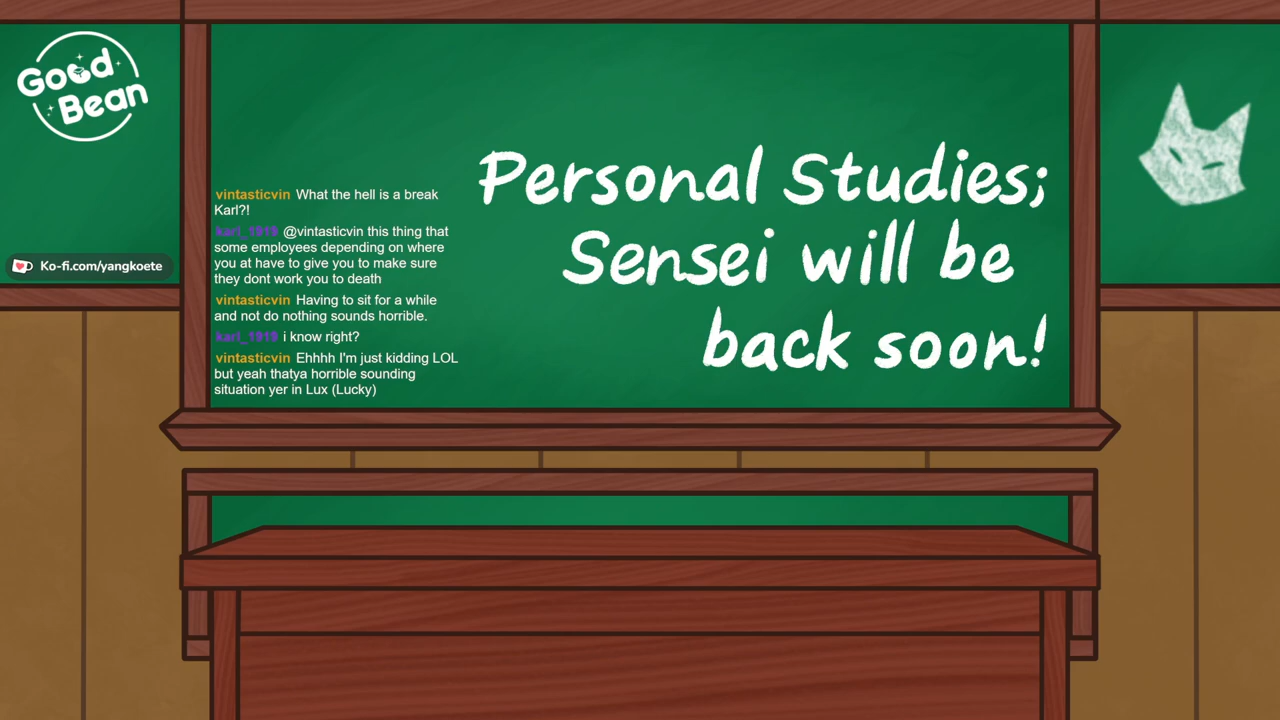 Good
Bean
Personal Studies;
Sensei will be
back soon!
vintasticvin What the hell is a break
Karl?!
karl_1919 @vintasticvin this thing that
some employees depending on where
you at have to give you to make sure
they dont work you to death
vintasticvin Having to sit for a while
and not do nothing sounds horrible.
karl_1919 i know right?
vintasticvin Ehhhh I'm just kidding LOL
but yeah thatya horrible sounding
situation yer in Lux (Lucky)
Ko-fi.com/yangkoete